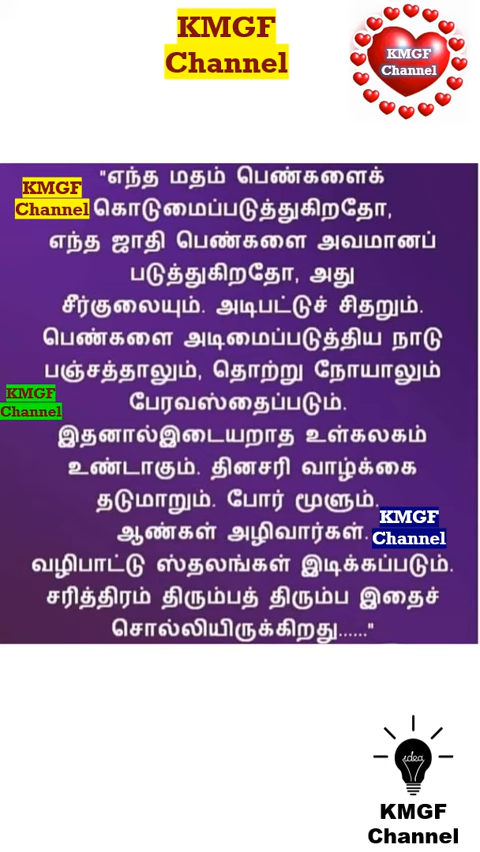 KMGF
Channel
KMGF
Channel
KMGF
Channel
"எந்த மதம் பெண்களைக்
கொடுமைப்படுத்துகிறதோ,
எந்த ஜாதி பெண்களை அவமானப்
படுத்துகிறதோ, அது
சீர்குலையும். அடிபட்டுச் சிதறும்.
பெண்களை அடிமைப்படுத்திய நாடு
பஞ்சத்தாலும், தொற்று நோயாலும்
KMGF
Channel
பேரவஸ்தைப்படும்.
இதனால்இடையறாத உள்கலகம்
உண்டாகும். தினசரி வாழ்க்கை
தடுமாறும். போர் மூளும்.
KMGF
Channel
ஆண்கள் அழிவார்கள்.
வழிபாட்டு ஸ்தலங்கள் இடிக்கப்படும்.
சரித்திரம் திரும்பத் திரும்ப இதைச்
சொல்லியிருக்கிறது......"
idea
KMGF
Channel